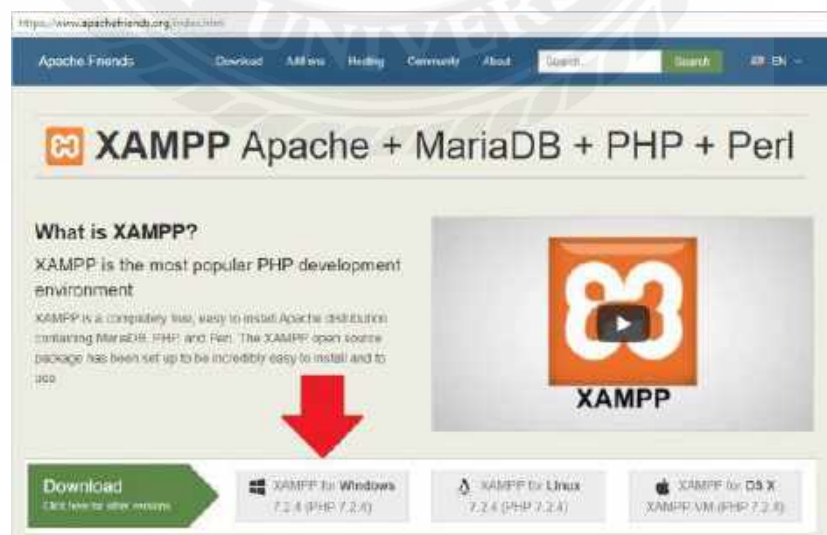 https://www.apachefriends.org/index.html
Apache Friends Download Add-ons Hosting Community About Search... Search EN
XAMPP Apache + MariaDB + PHP + Perl
What is XAMPP?
XAMPP is the most popular PHP development
environment
XAMPP is a completely free, easy to install Apache distribution
containing MariaDB, PHP, and Perl. The XAMPP open source
package has been set up to be incredibly easy to install and to
use.
XAMPP
Download
Click here for other versions
XAMPP for Windows
7.2.4 (PHP 7.2.4)
XAMPP for Linux
7.2.4 (PHP 7.2.4)
XAMPP for OS X
XAMPP-VM (PHP 7.2.4)
UNIVER